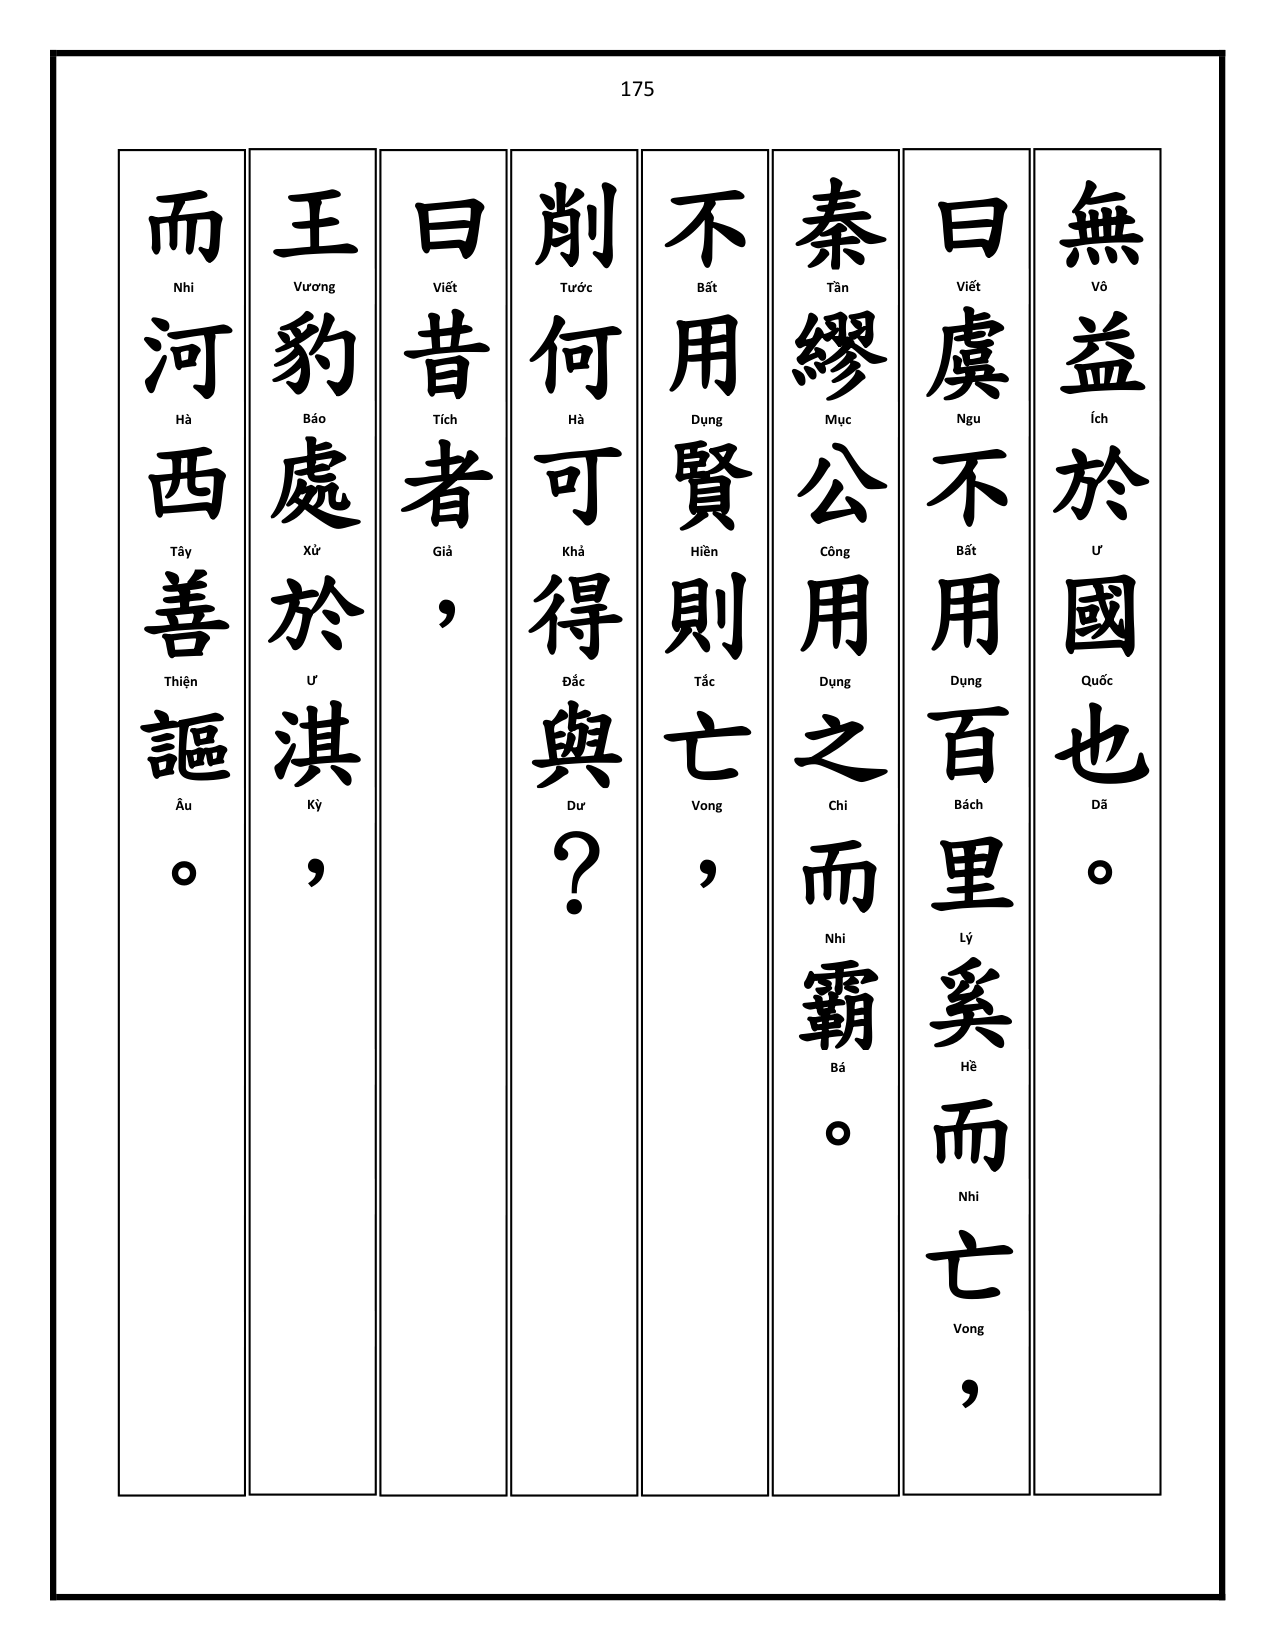 175
無益於國也。
Vô Ích Ư Quốc Dã
曰虞不用百里奚而亡，
Viết Ngu Bất Dụng Bách Lý Hề Nhi Vong
秦繆公用之而霸。
Tần Mục Công Dụng Chi Nhi Bá
不用賢則亡，
Bất Dụng Hiền Tắc Vong
削何可得與？
Tước Hà Khả Đắc Dư
曰昔者，
Viết Tích Giả
王豹處於淇，
Vương Báo Xử Ư Kỳ
而河西善謳。
Nhi Hà Tây Thiện Âu